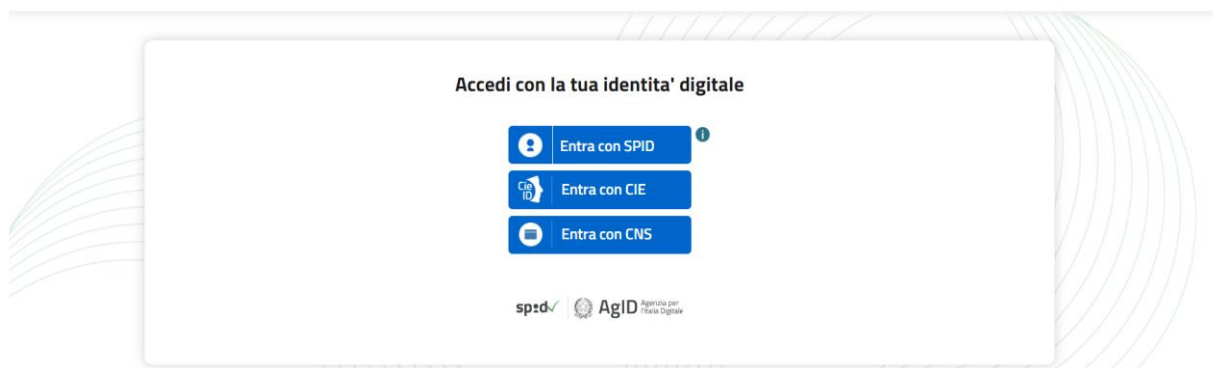 Accedi con la tua identita' digitale
Entra con SPID
Cie ID
Entra con CIE
Entra con CNS
spid AgID Agenzia per l'Italia Digitale